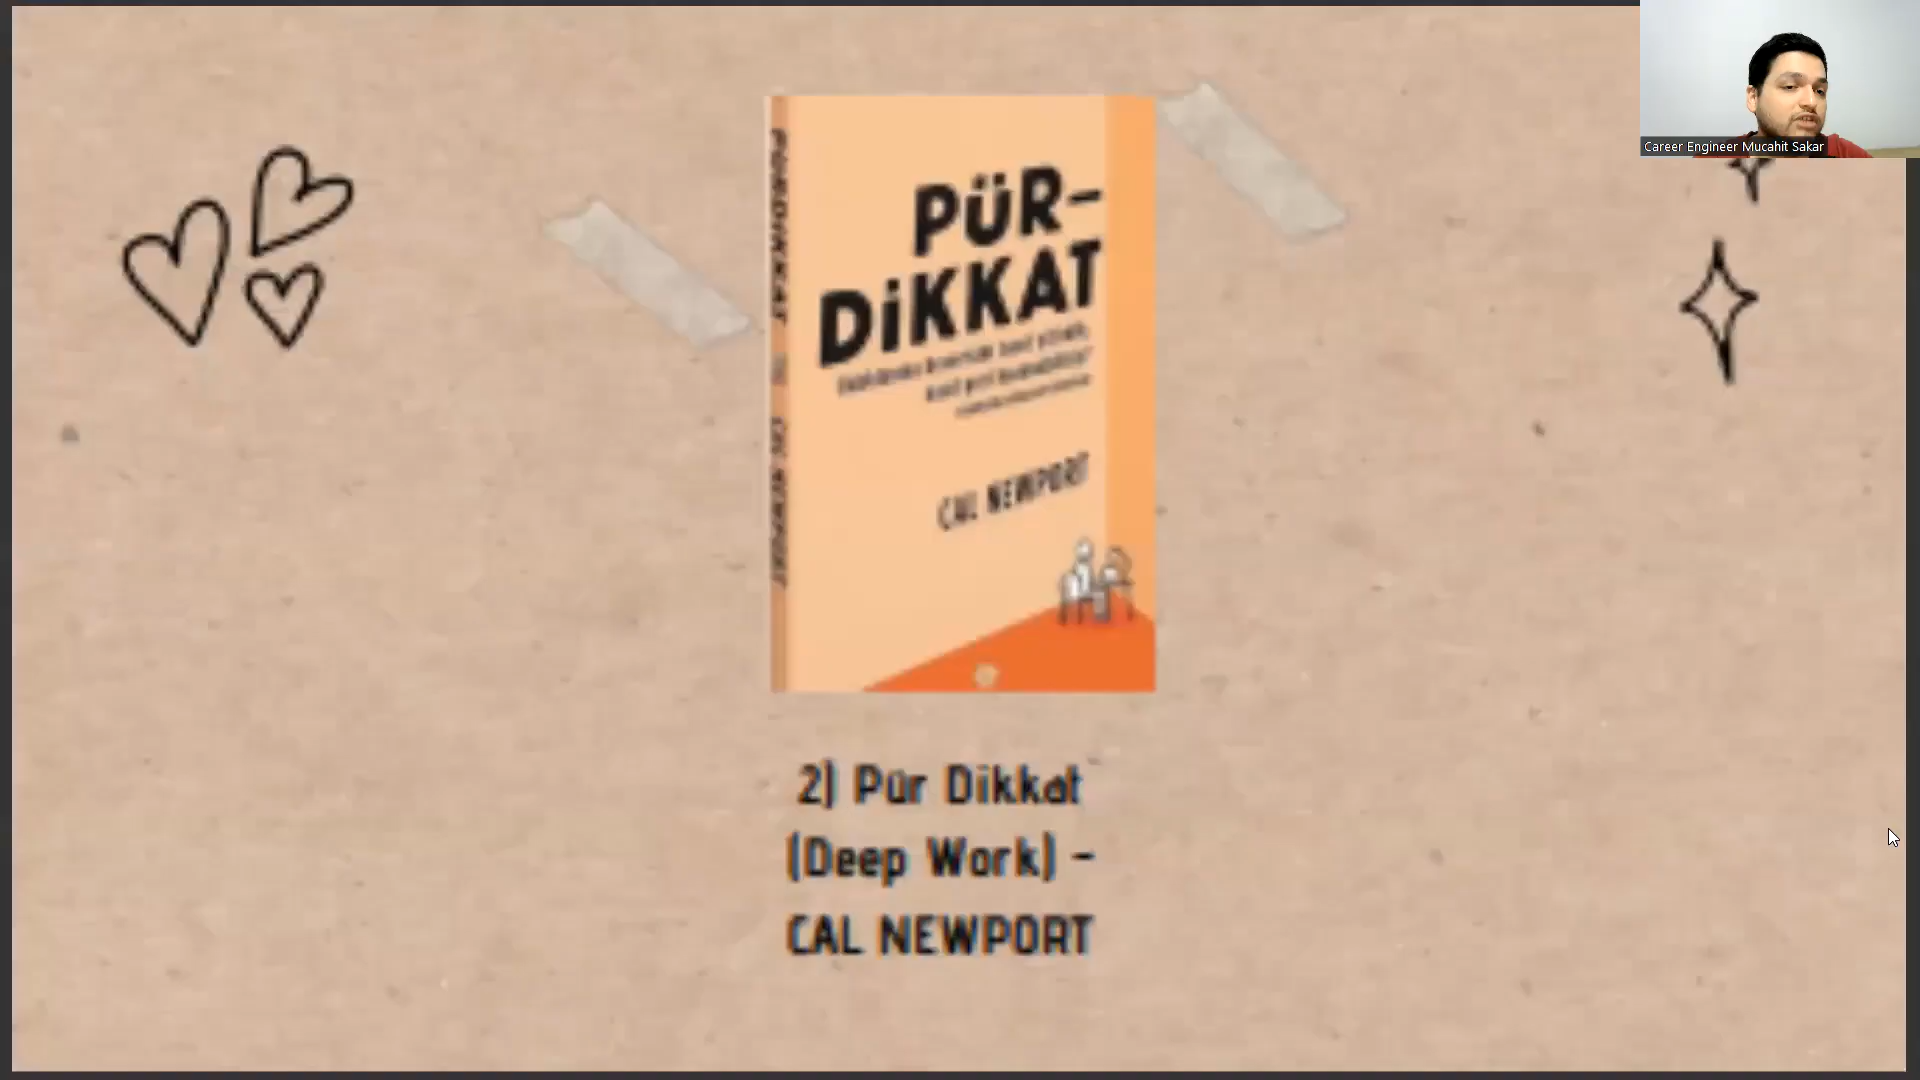 Career Engineer Mucahit Sakar
PÜR-
DİKKAT
CAL NEWPORT
PÜR-DİKKAT
CAL NEWPORT
2) Pür Dikkat
(Deep Work) -
CAL NEWPORT